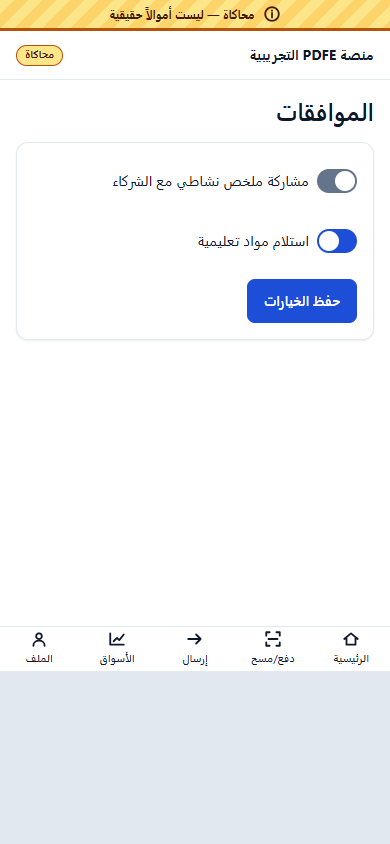 محاكاة — ليست أموالاً حقيقية
منصة PDFE التجريبية
محاكاة
الموافقات
مشاركة ملخص نشاطي مع الشركاء
استلام مواد تعليمية
حفظ الخيارات
الرئيسية
دفع/مسح
إرسال
الأسواق
الملف